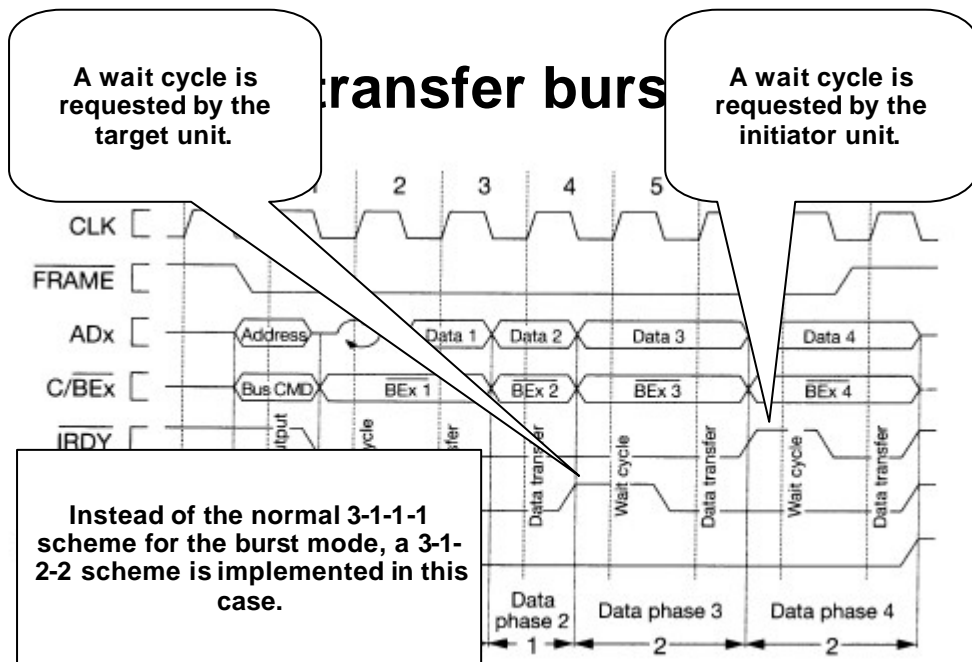 A wait cycle is
requested by the
target unit.
transfer burs
A wait cycle is
requested by the
initiator unit.
2 3 4 5
CLK
FRAME
ADx Address Data 1 Data 2 Data 3 Data 4
C/BEx Bus CMD BEx 1 BEx 2 BEx 3 BEx 4
IRDY
Data transfer
Wait cycle
Data transfer
Wait cycle
Data transfer
Instead of the normal 3-1-1-1
scheme for the burst mode, a 3-1-
2-2 scheme is implemented in this
case.
Data
phase 2
Data phase 3
Data phase 4
1 2 2